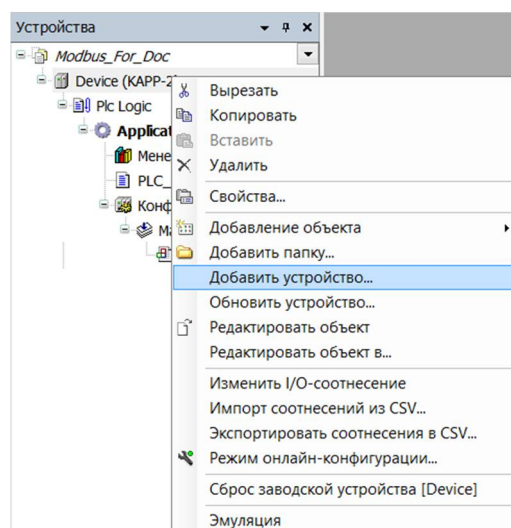 Устройства
Modbus_For_Doc
Device (KAPP-2
Plc Logic
Applicat
Мене
PLC_
Конф
Ма
Вырезать
Копировать
Вставить
Удалить
Свойства...
Добавление объекта
Добавить папку...
Добавить устройство...
Обновить устройство...
Редактировать объект
Редактировать объект в...
Изменить I/O-соотнесение
Импорт соотнесений из CSV...
Экспортировать соотнесения в CSV...
Режим онлайн-конфигурации...
Сброс заводской устройства [Device]
Эмуляция